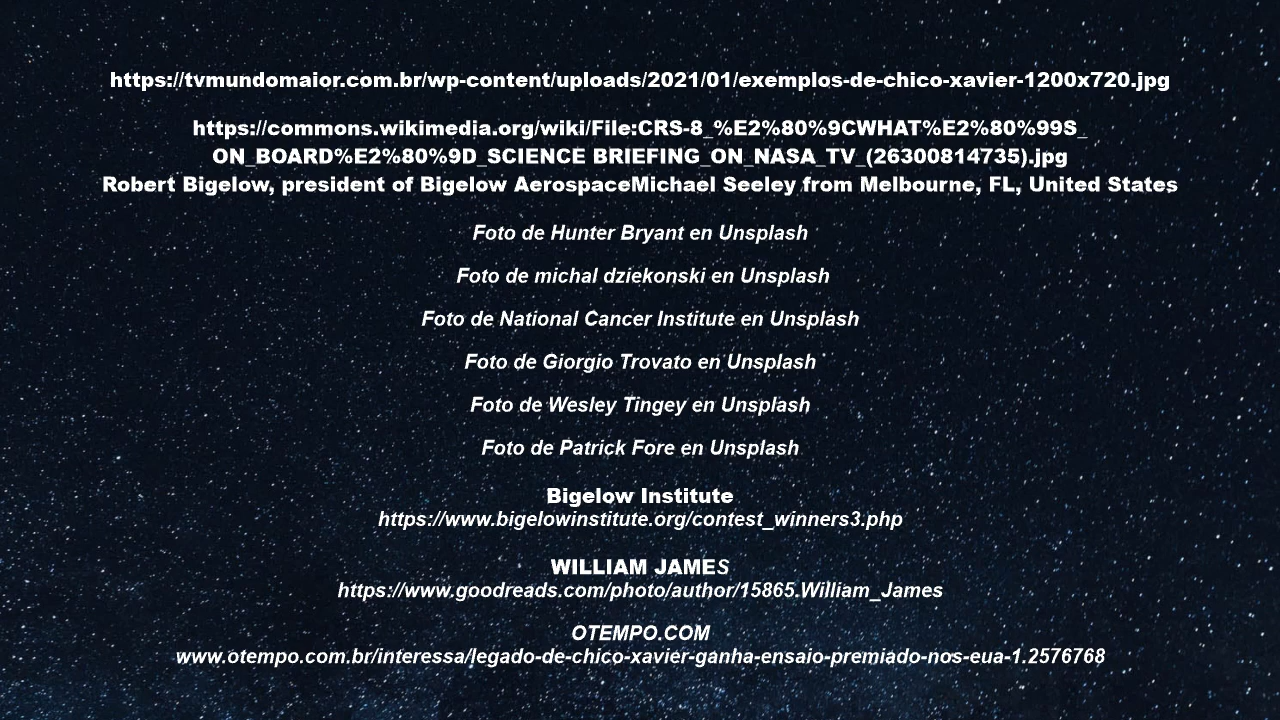 https://tvmundomaior.com.br/wp-content/uploads/2021/01/exemplos-de-chico-xavier-1200x720.jpg
https://commons.wikimedia.org/wiki/File:CRS-8_%E2%80%9CWHAT%E2%80%99S_
ON_BOARD%E2%80%9D_SCIENCE BRIEFING_ON_NASA_TV_(26300814735).jpg
Robert Bigelow, president of Bigelow AerospaceMichael Seeley from Melbourne, FL, United States
Foto de Hunter Bryant en Unsplash
Foto de michal dziekonski en Unsplash
Foto de National Cancer Institute en Unsplash
Foto de Giorgio Trovato en Unsplash
Foto de Wesley Tingey en Unsplash
Foto de Patrick Fore en Unsplash
Bigelow Institute
https://www.bigelowinstitute.org/contest_winners3.php
WILLIAM JAMES
https://www.goodreads.com/photo/author/15865.William_James
OTEMPO.COM
www.otempo.com.br/interessa/legado-de-chico-xavier-ganha-ensaio-premiado-nos-eua-1.2576768